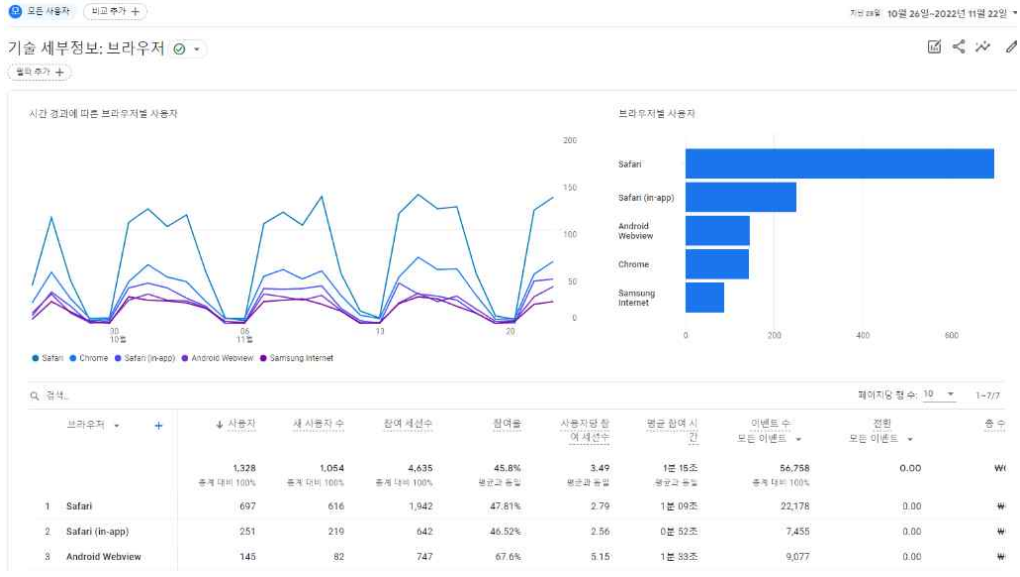 모든 사용자 비교 추가 +
지난 28일 10월 26일~2022년 11월 22일
기술 세부정보: 브라우저
필터 추가 +
시간 경과에 따른 브라우저별 사용자
200
150
100
50
0
30
10월
06
11월
13
20
Safari Chrome Safari (in-app) Android Webview Samsung Internet
브라우저별 사용자
Safari
Safari (in-app)
Android
Webview
Chrome
Samsung
Internet
0 200 400 600
검색...
페이지당 행 수: 10 1~7/7
브라우저 + ↓ 사용자 새 사용자 수 참여 세션수 참여율 사용자당 참여 세션수 평균 참여 시간 이벤트 수 모든 이벤트 전환 모든 이벤트 총 수
1,328 1,054 4,635 45.8% 3.49 1분 15초 56,758 0.00
총계 대비 100% 총계 대비 100% 총계 대비 100% 평균과 동일 평균과 동일 평균과 동일 총계 대비 100%
1 Safari 697 616 1,942 47.81% 2.79 1분 09초 22,178 0.00
2 Safari (in-app) 251 219 642 46.52% 2.56 0분 52초 7,455 0.00
3 Android Webview 145 82 747 67.6% 5.15 1분 33초 9,077 0.00